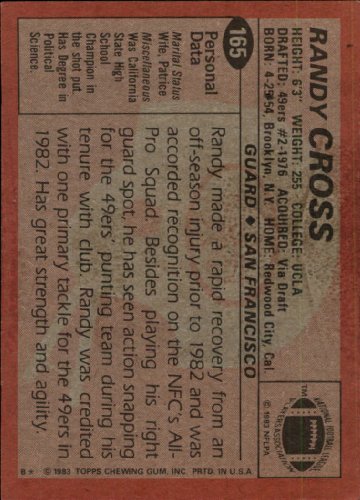 RANDY CROSS
HEIGHT: 6'3" WEIGHT: 255 COLLEGE: UCLA
DRAFTED: 49ers #2-1976 ACQUIRED: Via Draft
BORN: 4-25-54, Brooklyn, N.Y. HOME: Redwood City, Cal.
GUARD ◆ SAN FRANCISCO
165
Personal
Data
Marital Status
Wife Patrice
Miscellaneous
Was California
State High
School
Champion in
the shot put
Has Degree in
Political
Science
Randy made a rapid recovery from an
off-season injury prior to 1982 and was
accorded recognition on the NFC's All-
Pro Squad. Besides playing his right
guard spot, he has seen action snapping
for the 49ers' punting team during his
tenure with club. Randy was credited
with one primary tackle for the 49ers in
1982. Has great strength and agility.
NATIONAL FOOTBALL LEAGUE
PLAYERS ASSOCIATION
© 1983 NFLPA
B* © 1983 TOPPS CHEWING GUM, INC. PRTD. IN U.S.A.